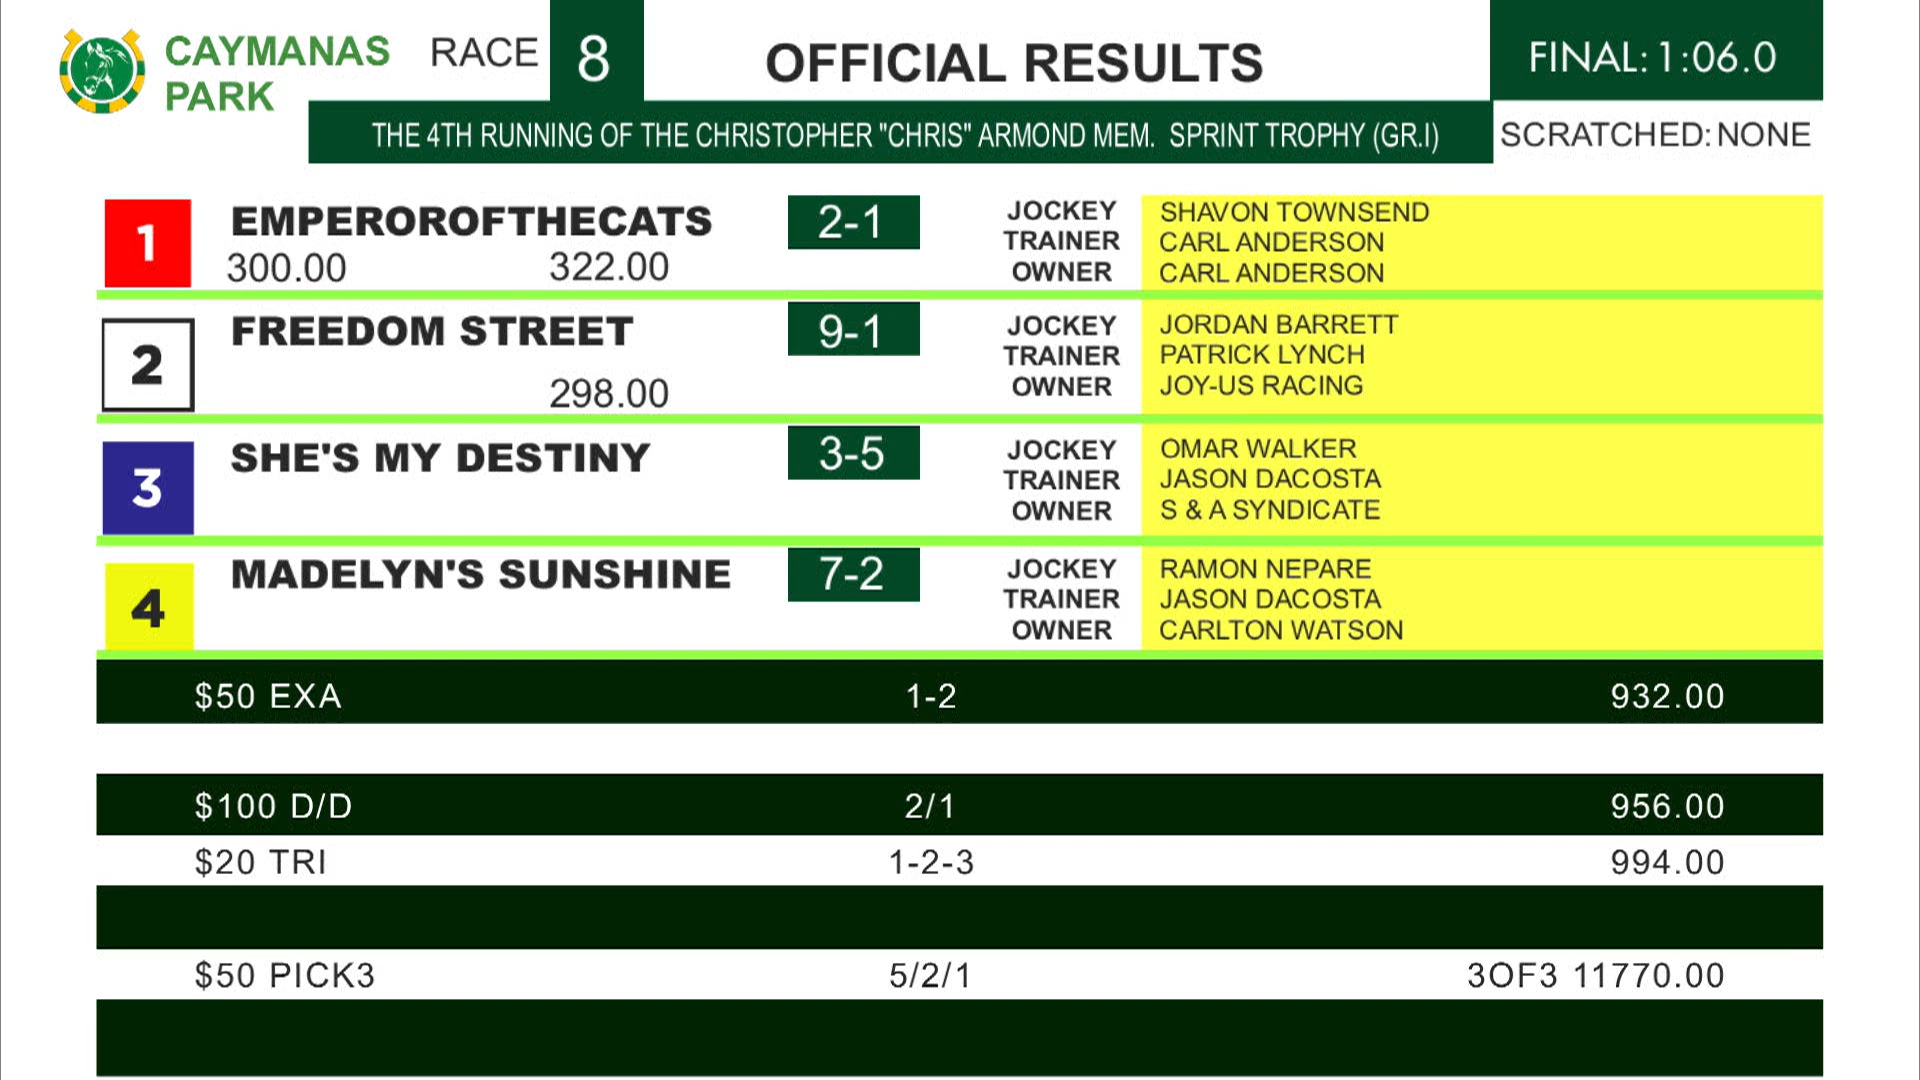 CAYMANAS PARK
RACE 8
OFFICIAL RESULTS
FINAL: 1:06.0
THE 4TH RUNNING OF THE CHRISTOPHER "CHRIS" ARMOND MEM. SPRINT TROPHY (GR.I)
SCRATCHED: NONE
1 EMPEROROFTHECATS 2-1
300.00 322.00
JOCKEY SHAVON TOWNSEND
TRAINER CARL ANDERSON
OWNER CARL ANDERSON
2 FREEDOM STREET 9-1
298.00
JOCKEY JORDAN BARRETT
TRAINER PATRICK LYNCH
OWNER JOY-US RACING
3 SHE'S MY DESTINY 3-5
JOCKEY OMAR WALKER
TRAINER JASON DACOSTA
OWNER S & A SYNDICATE
4 MADELYN'S SUNSHINE 7-2
JOCKEY RAMON NEPARE
TRAINER JASON DACOSTA
OWNER CARLTON WATSON
$50 EXA 1-2 932.00
$100 D/D 2/1 956.00
$20 TRI 1-2-3 994.00
$50 PICK3 5/2/1 3OF3 11770.00